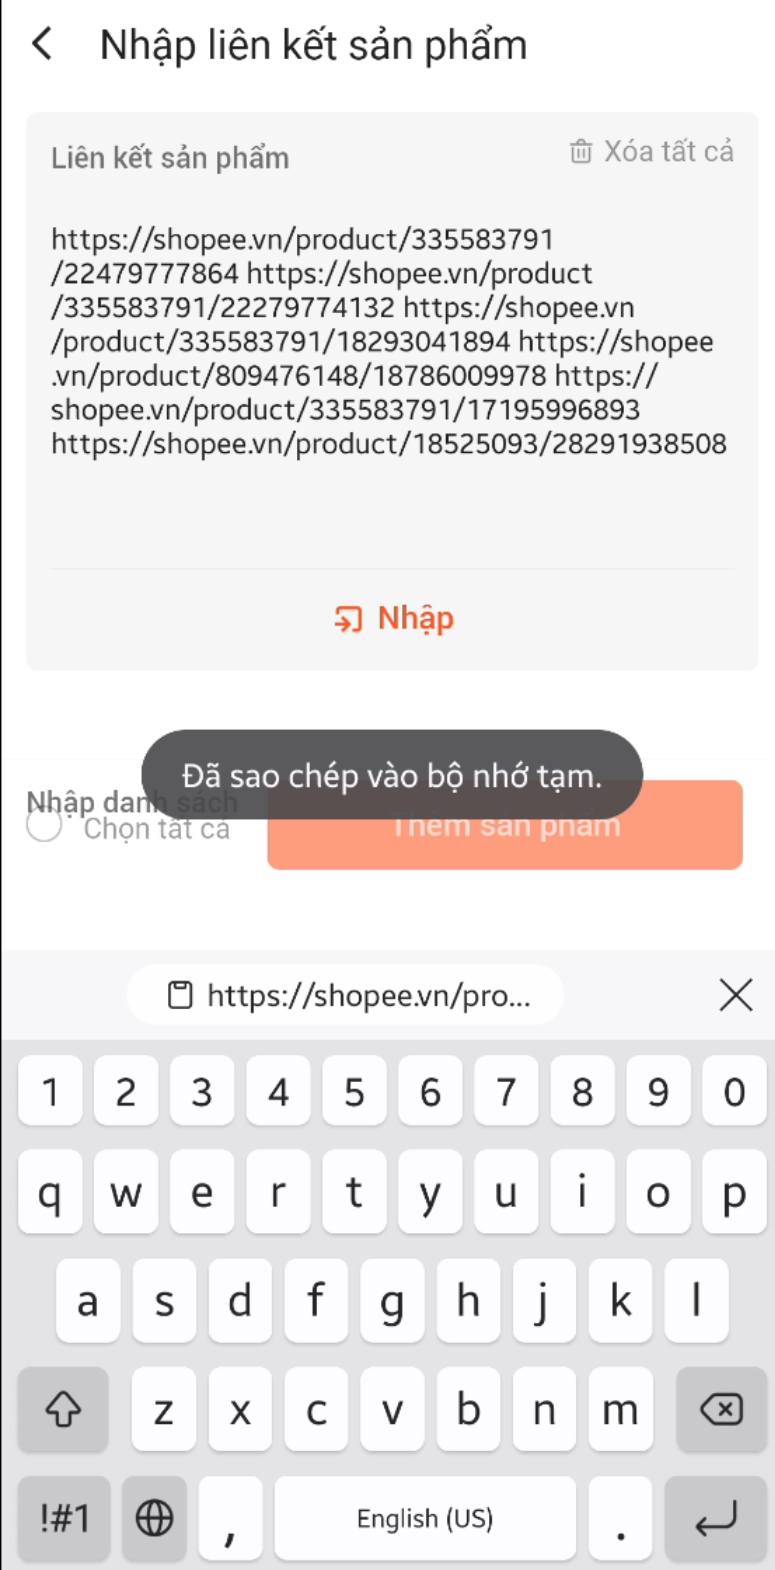 Nhập liên kết sản phẩm
Liên kết sản phẩm
Xóa tất cả
https://shopee.vn/product/335583791
/22479777864 https://shopee.vn/product
/335583791/22279774132 https://shopee.vn
/product/335583791/18293041894 https://shopee
.vn/product/809476148/18786009978 https://
shopee.vn/product/335583791/17195996893
https://shopee.vn/product/18525093/28291938508
Nhập
Đã sao chép vào bộ nhớ tạm.
Nhập danh sách
Chọn tất cả
Thêm sản phẩm
https://shopee.vn/pro...
1 2 3 4 5 6 7 8 9 0
q w e r t y u i o p
a s d f g h j k l
z x c v b n m
!#1 , English (US) .